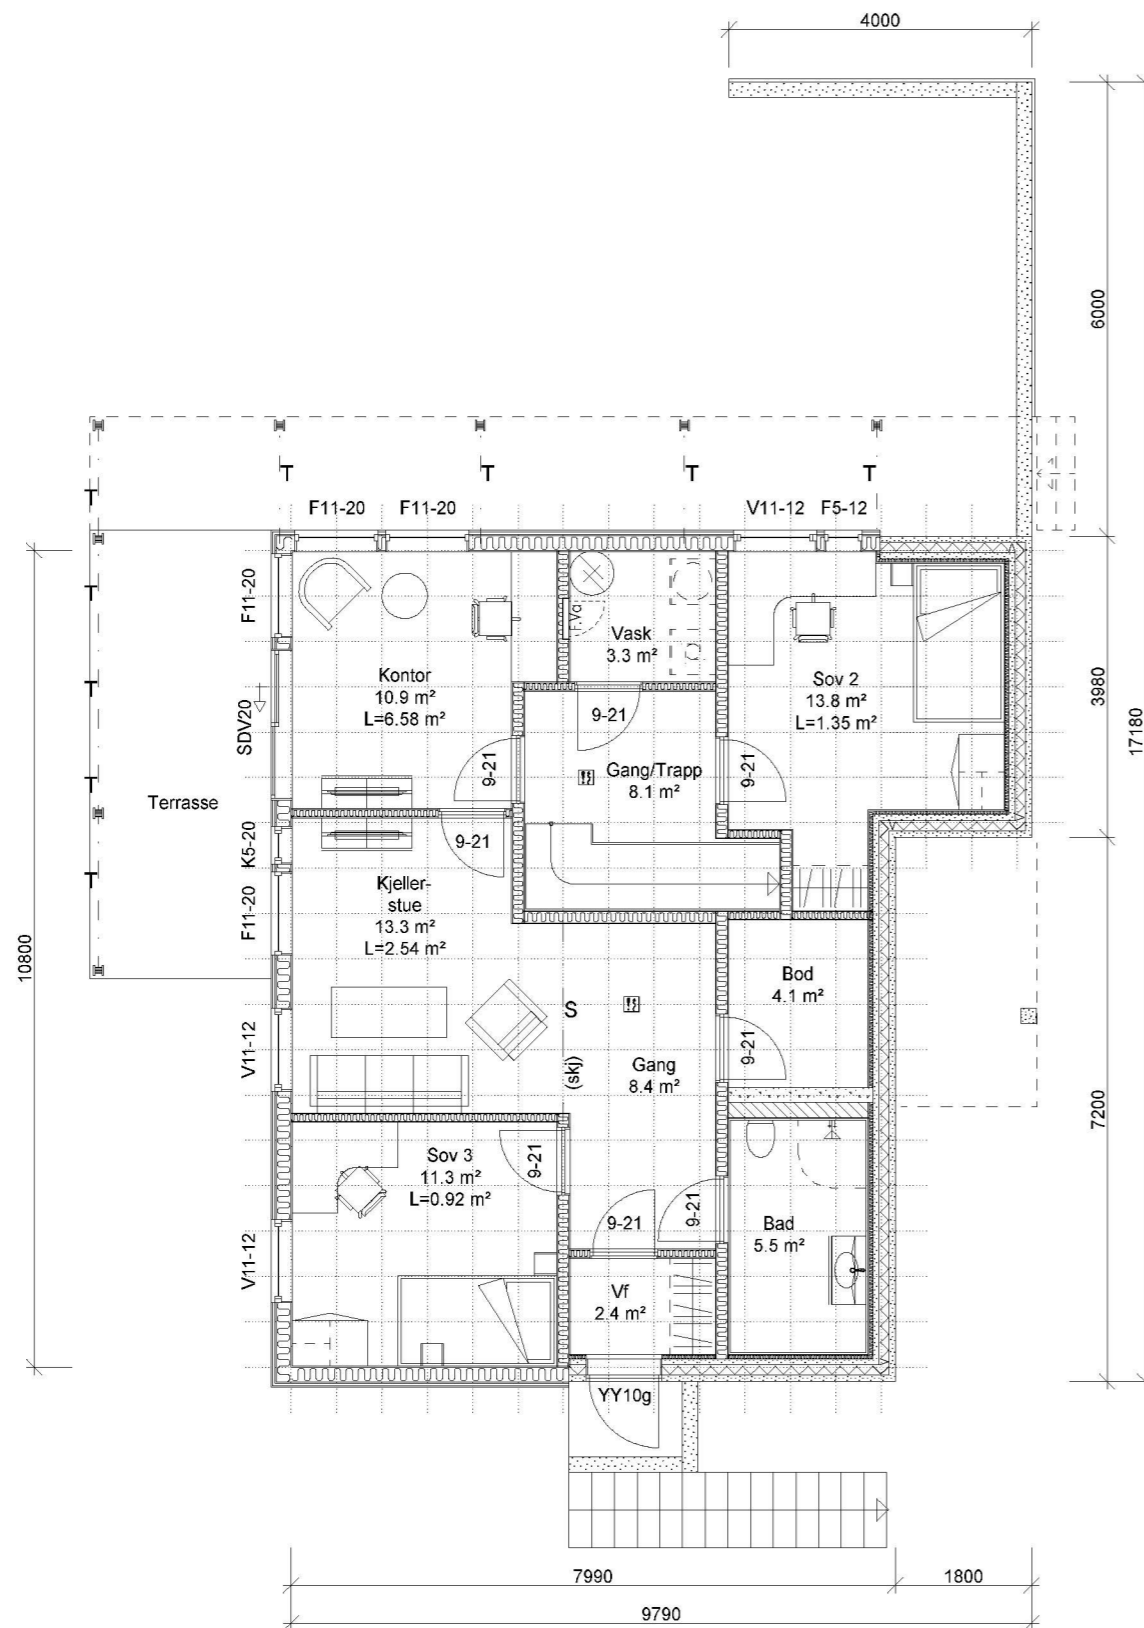 4000
6000
T
T
T
T
T
F11-20
F11-20
V11-12
F5-12
F11-20
T
F.Va
Vask
3.3 m²
Kontor
10.9 m²
L=6.58 m²
Sov 2
13.8 m²
L=1.35 m²
3980
17180
T
SDV20
9-21
9-21
Gang/Trapp
8.1 m²
9-21
T
Terrasse
9-21
K5-20
Kjeller-
stue
13.3 m²
L=2.54 m²
T
F11-20
10800
Bod
4.1 m²
S
(skj)
V11-12
9-21
Gang
8.4 m²
7200
Sov 3
11.3 m²
L=0.92 m²
9-21
9-21
9-21
Bad
5.5 m²
V11-12
Vf
2.4 m²
YY10g
7990
1800
9790